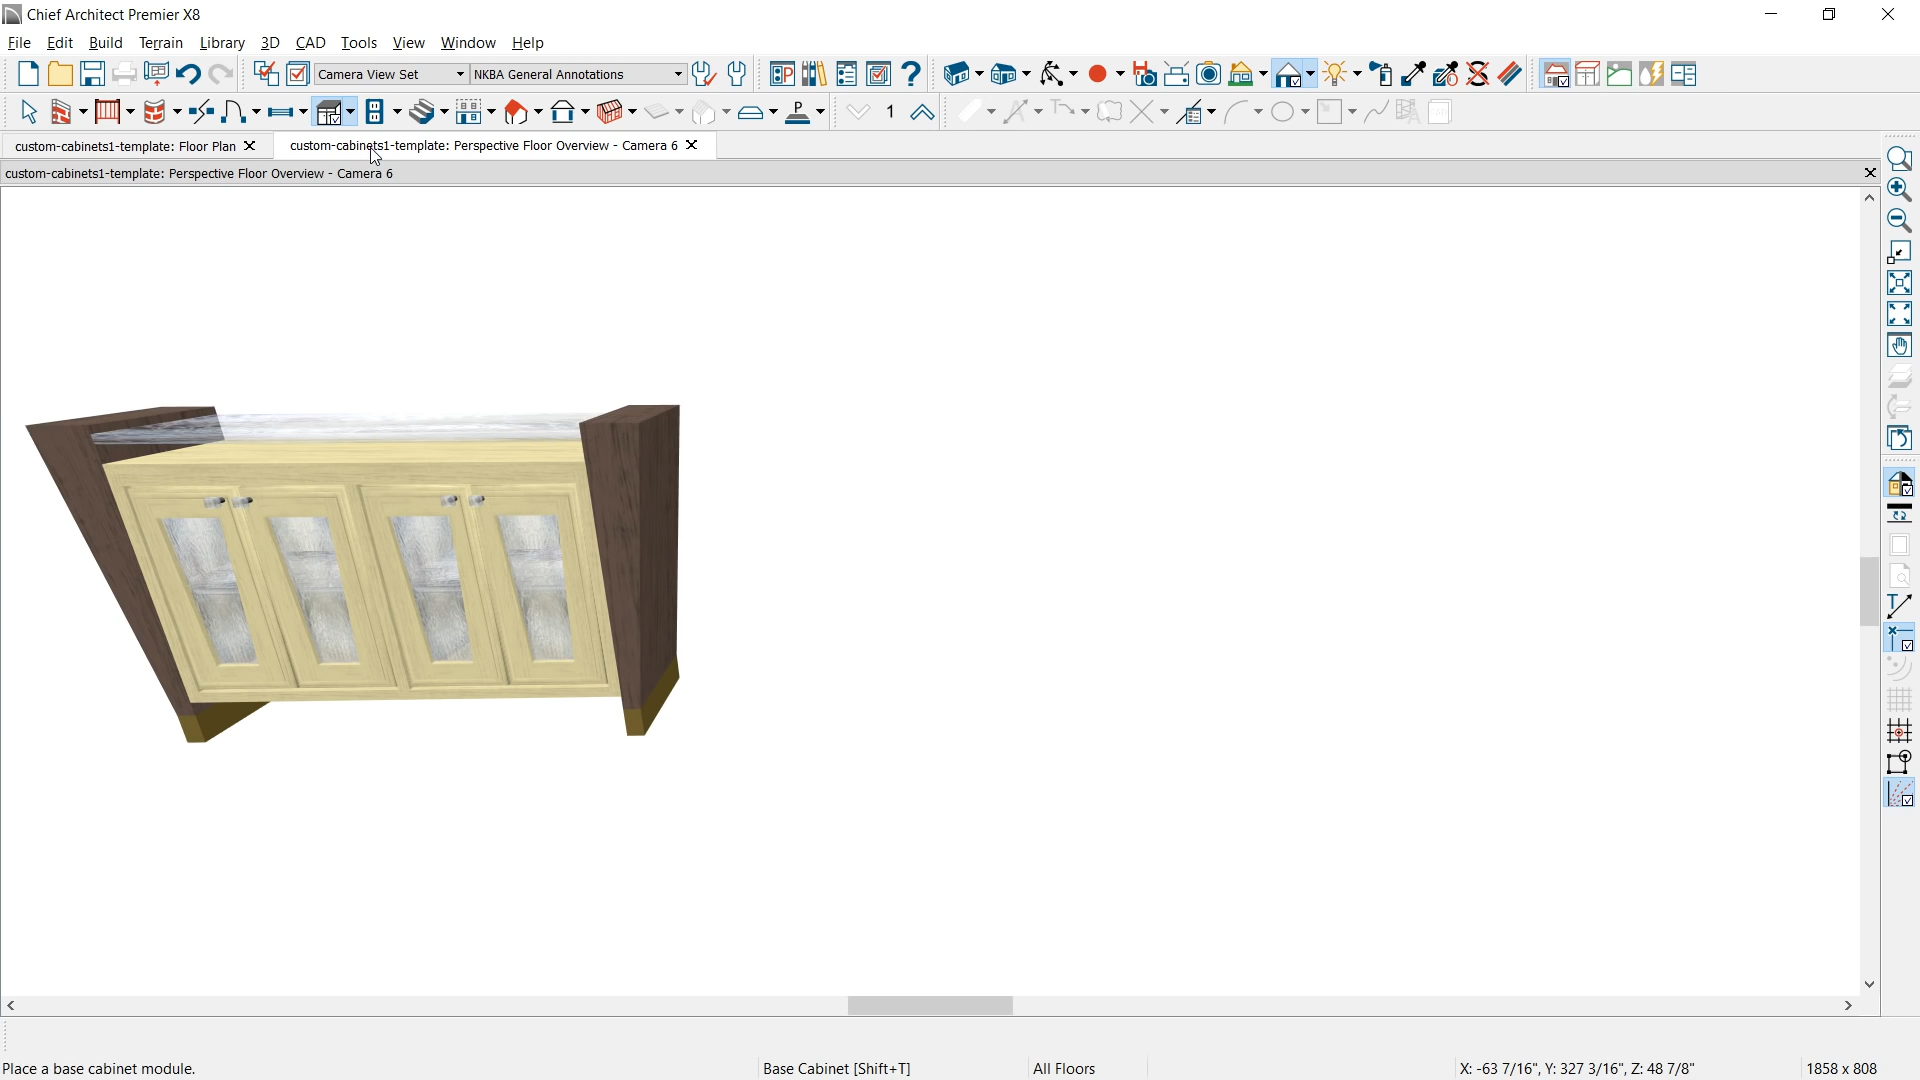 Chief Architect Premier X8
File Edit Build Terrain Library 3D CAD Tools View Window Help
Camera View Set NKBA General Annotations
1
custom-cabinets1-template: Floor Plan custom-cabinets1-template: Perspective Floor Overview - Camera 6
custom-cabinets1-template: Perspective Floor Overview - Camera 6
Place a base cabinet module. Base Cabinet [Shift+T] All Floors X: -63 7/16", Y: 327 3/16", Z: 48 7/8" 1858 x 808